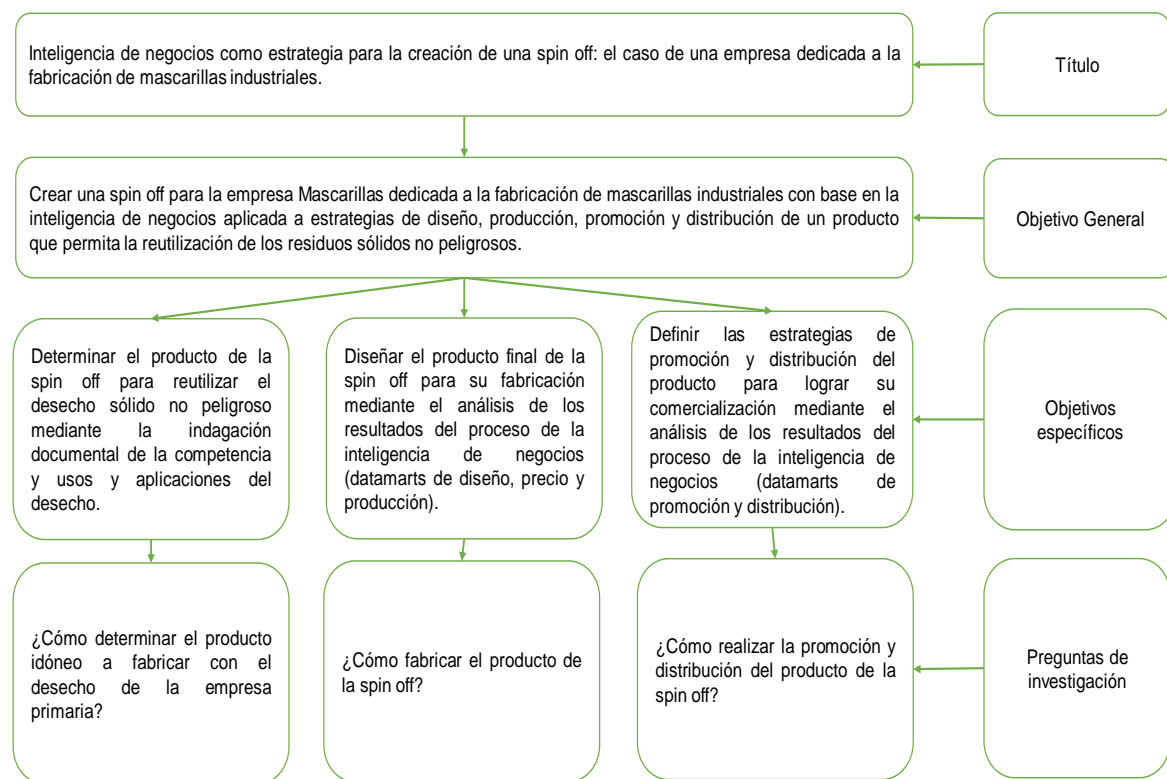 Inteligencia de negocios como estrategia para la creación de una spin off: el caso de una empresa dedicada a la
fabricación de mascarillas industriales.
Título
Crear una spin off para la empresa Mascarillas dedicada a la fabricación de mascarillas industriales con base en la
inteligencia de negocios aplicada a estrategias de diseño, producción, promoción y distribución de un producto
que permita la reutilización de los residuos sólidos no peligrosos.
Objetivo General
Determinar el producto de la
spin off para reutilizar el
desecho sólido no peligroso
mediante la indagación
documental de la competencia
y usos y aplicaciones del
desecho.
Diseñar el producto final de la
spin off para su fabricación
mediante el análisis de los
resultados del proceso de la
inteligencia de negocios
(datamarts de diseño, precio y
producción).
Definir las estrategias de
promoción y distribución del
producto para lograr su
comercialización mediante el
análisis de los resultados del
proceso de la inteligencia de
negocios (datamarts de
promoción y distribución).
Objetivos
específicos
¿Cómo determinar el producto
idóneo a fabricar con el
desecho de la empresa
primaria?
¿Cómo fabricar el producto de
la spin off?
¿Cómo realizar la promoción y
distribución del producto de la
spin off?
Preguntas de
investigación